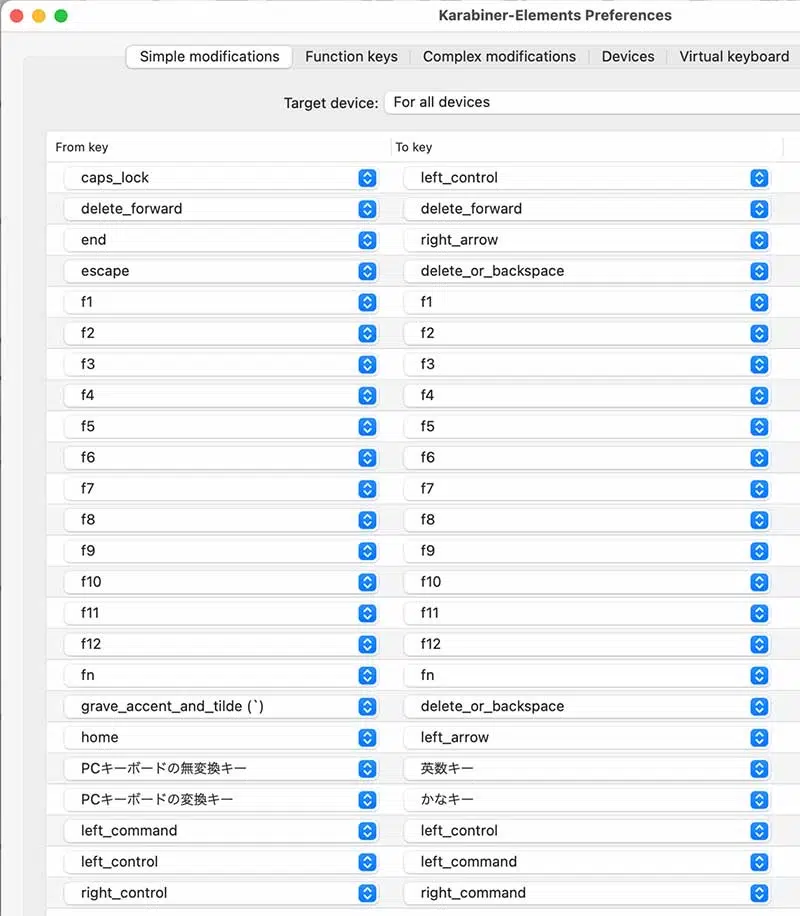 Karabiner-Elements Preferences
Simple modifications Function keys Complex modifications Devices Virtual keyboard
Target device: For all devices
From key To key
caps_lock left_control
delete_forward delete_forward
end right_arrow
escape delete_or_backspace
f1 f1
f2 f2
f3 f3
f4 f4
f5 f5
f6 f6
f7 f7
f8 f8
f9 f9
f10 f10
f11 f11
f12 f12
fn fn
grave_accent_and_tilde (`) delete_or_backspace
home left_arrow
PCキーボードの無変換キー 英数キー
PCキーボードの変換キー かなキー
left_command left_control
left_control left_command
right_control right_command